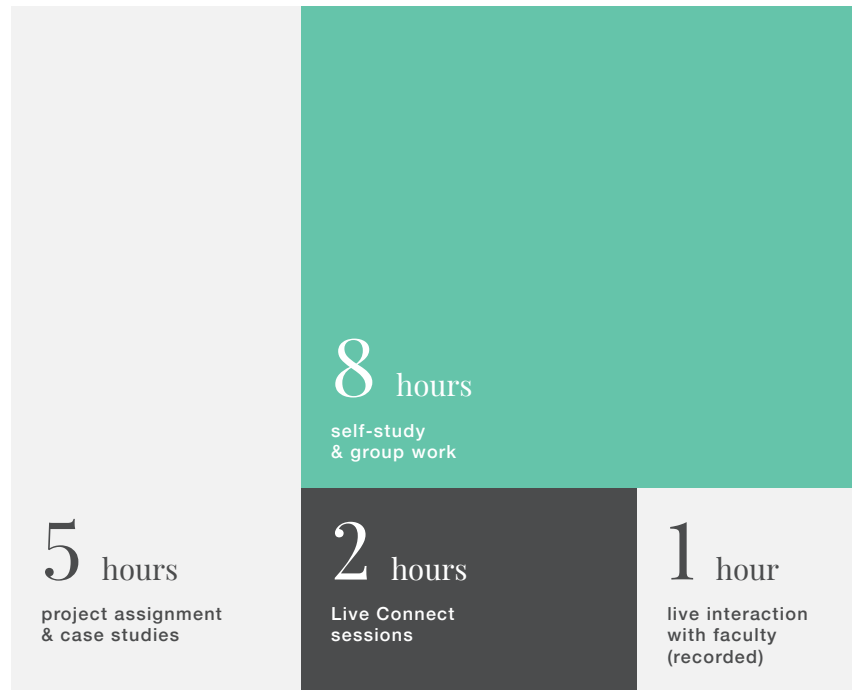 8 hours
self-study
& group work
5 hours
project assignment
& case studies
2 hours
Live Connect
sessions
1 hour
live interaction
with faculty
(recorded)